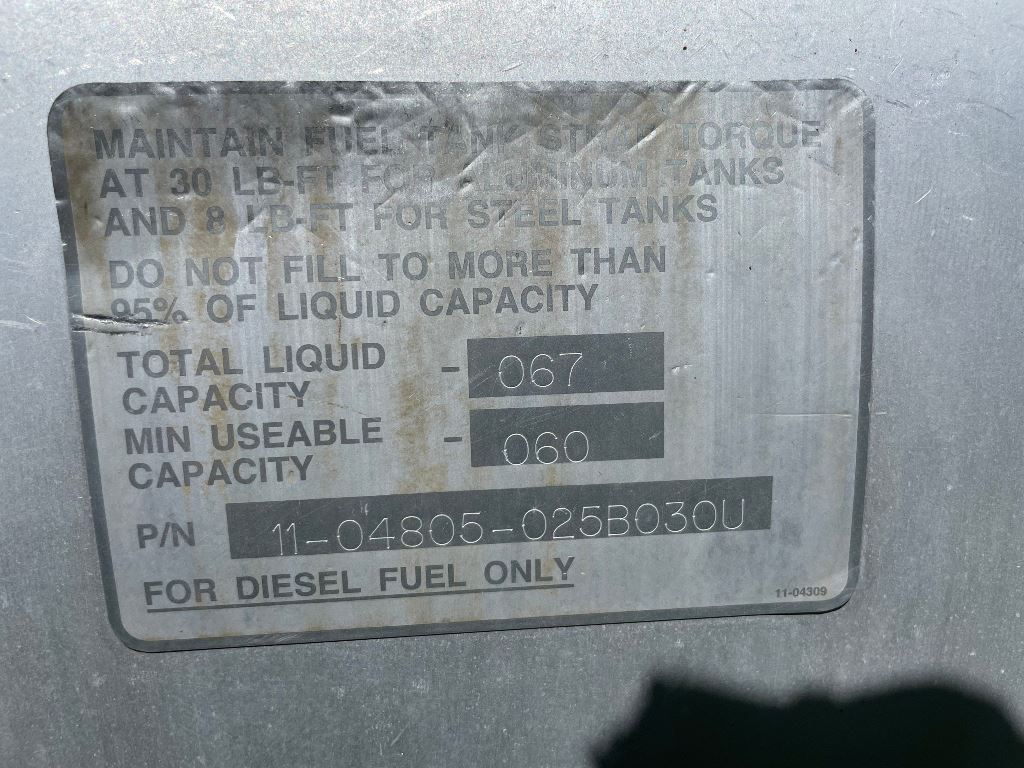 MAINTAIN FUEL TANK STRAP TORQUE
AT 30 LB-FT FOR ALUMINUM TANKS
AND 8 LB-FT FOR STEEL TANKS
DO NOT FILL TO MORE THAN
95% OF LIQUID CAPACITY
TOTAL LIQUID - 067
CAPACITY
MIN USEABLE - 060
CAPACITY
P/N 11-04805-025B030U
FOR DIESEL FUEL ONLY
11-04309